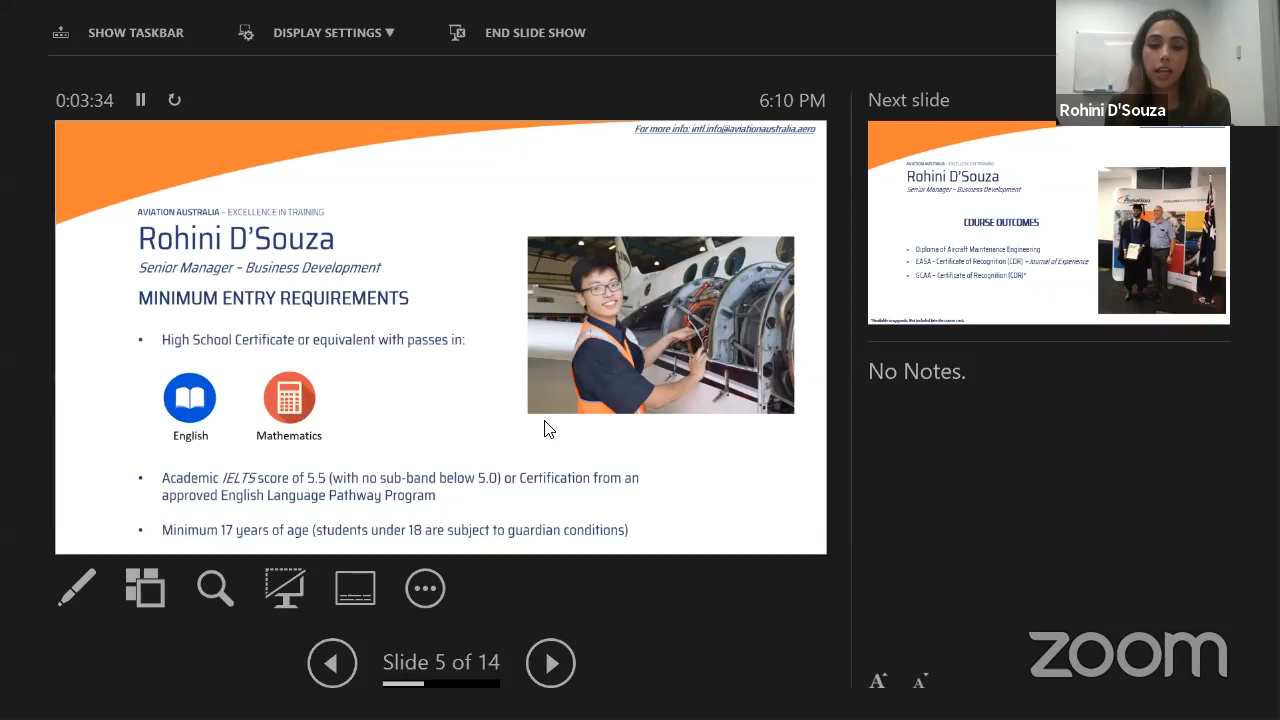 SHOW TASKBAR
DISPLAY SETTINGS ▼
END SLIDE SHOW
Rohini D'Souza
0:03:34
6:10 PM
Next slide
For more info: intl.info@aviationaustralia.aero
AVIATION AUSTRALIA - EXCELLENCE IN TRAINING
Rohini D'Souza
Senior Manager – Business Development
MINIMUM ENTRY REQUIREMENTS
• High School Certificate or equivalent with passes in:
English
Mathematics
• Academic IELTS score of 5.5 (with no sub-band below 5.0) or Certification from an
approved English Language Pathway Program
• Minimum 17 years of age (students under 18 are subject to guardian conditions)
AVIATION AUSTRALIA - EXCELLENCE IN TRAINING
Rohini D'Souza
Senior Manager – Business Development
COURSE OUTCOMES
• Diploma of Aircraft Maintenance Engineering
• EASA - Certificate of Recognition (COR) + Journal of Experience
• GCAA – Certificate of Recognition (COR)*
No Notes.
Slide 5 of 14
A A
zoom